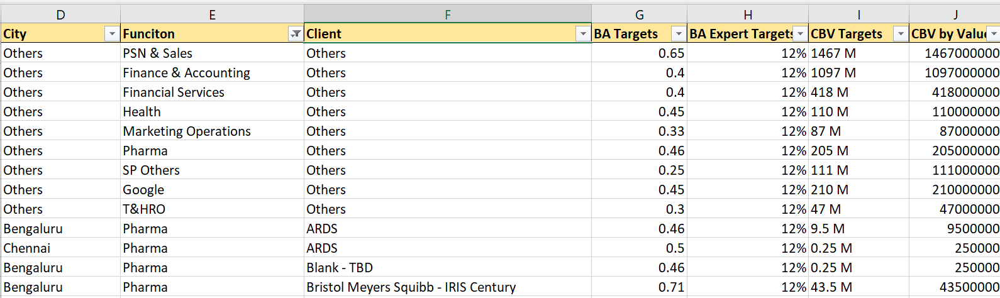 D E F G H I J
City Funciton Client BA Targets BA Expert Targets CBV Targets CBV by Value
Others PSN & Sales Others 0.65 12% 1467 M 1467000000
Others Finance & Accounting Others 0.4 12% 1097 M 1097000000
Others Financial Services Others 0.4 12% 418 M 418000000
Others Health Others 0.45 12% 110 M 110000000
Others Marketing Operations Others 0.33 12% 87 M 87000000
Others Pharma Others 0.46 12% 205 M 205000000
Others SP Others Others 0.25 12% 111 M 111000000
Others Google Others 0.45 12% 210 M 210000000
Others T&HRO Others 0.3 12% 47 M 47000000
Bengaluru Pharma ARDS 0.46 12% 9.5 M 9500000
Chennai Pharma ARDS 0.5 12% 0.25 M 250000
Bengaluru Pharma Blank - TBD 0.46 12% 0.25 M 250000
Bengaluru Pharma Bristol Meyers Squibb - IRIS Century 0.71 12% 43.5 M 43500000